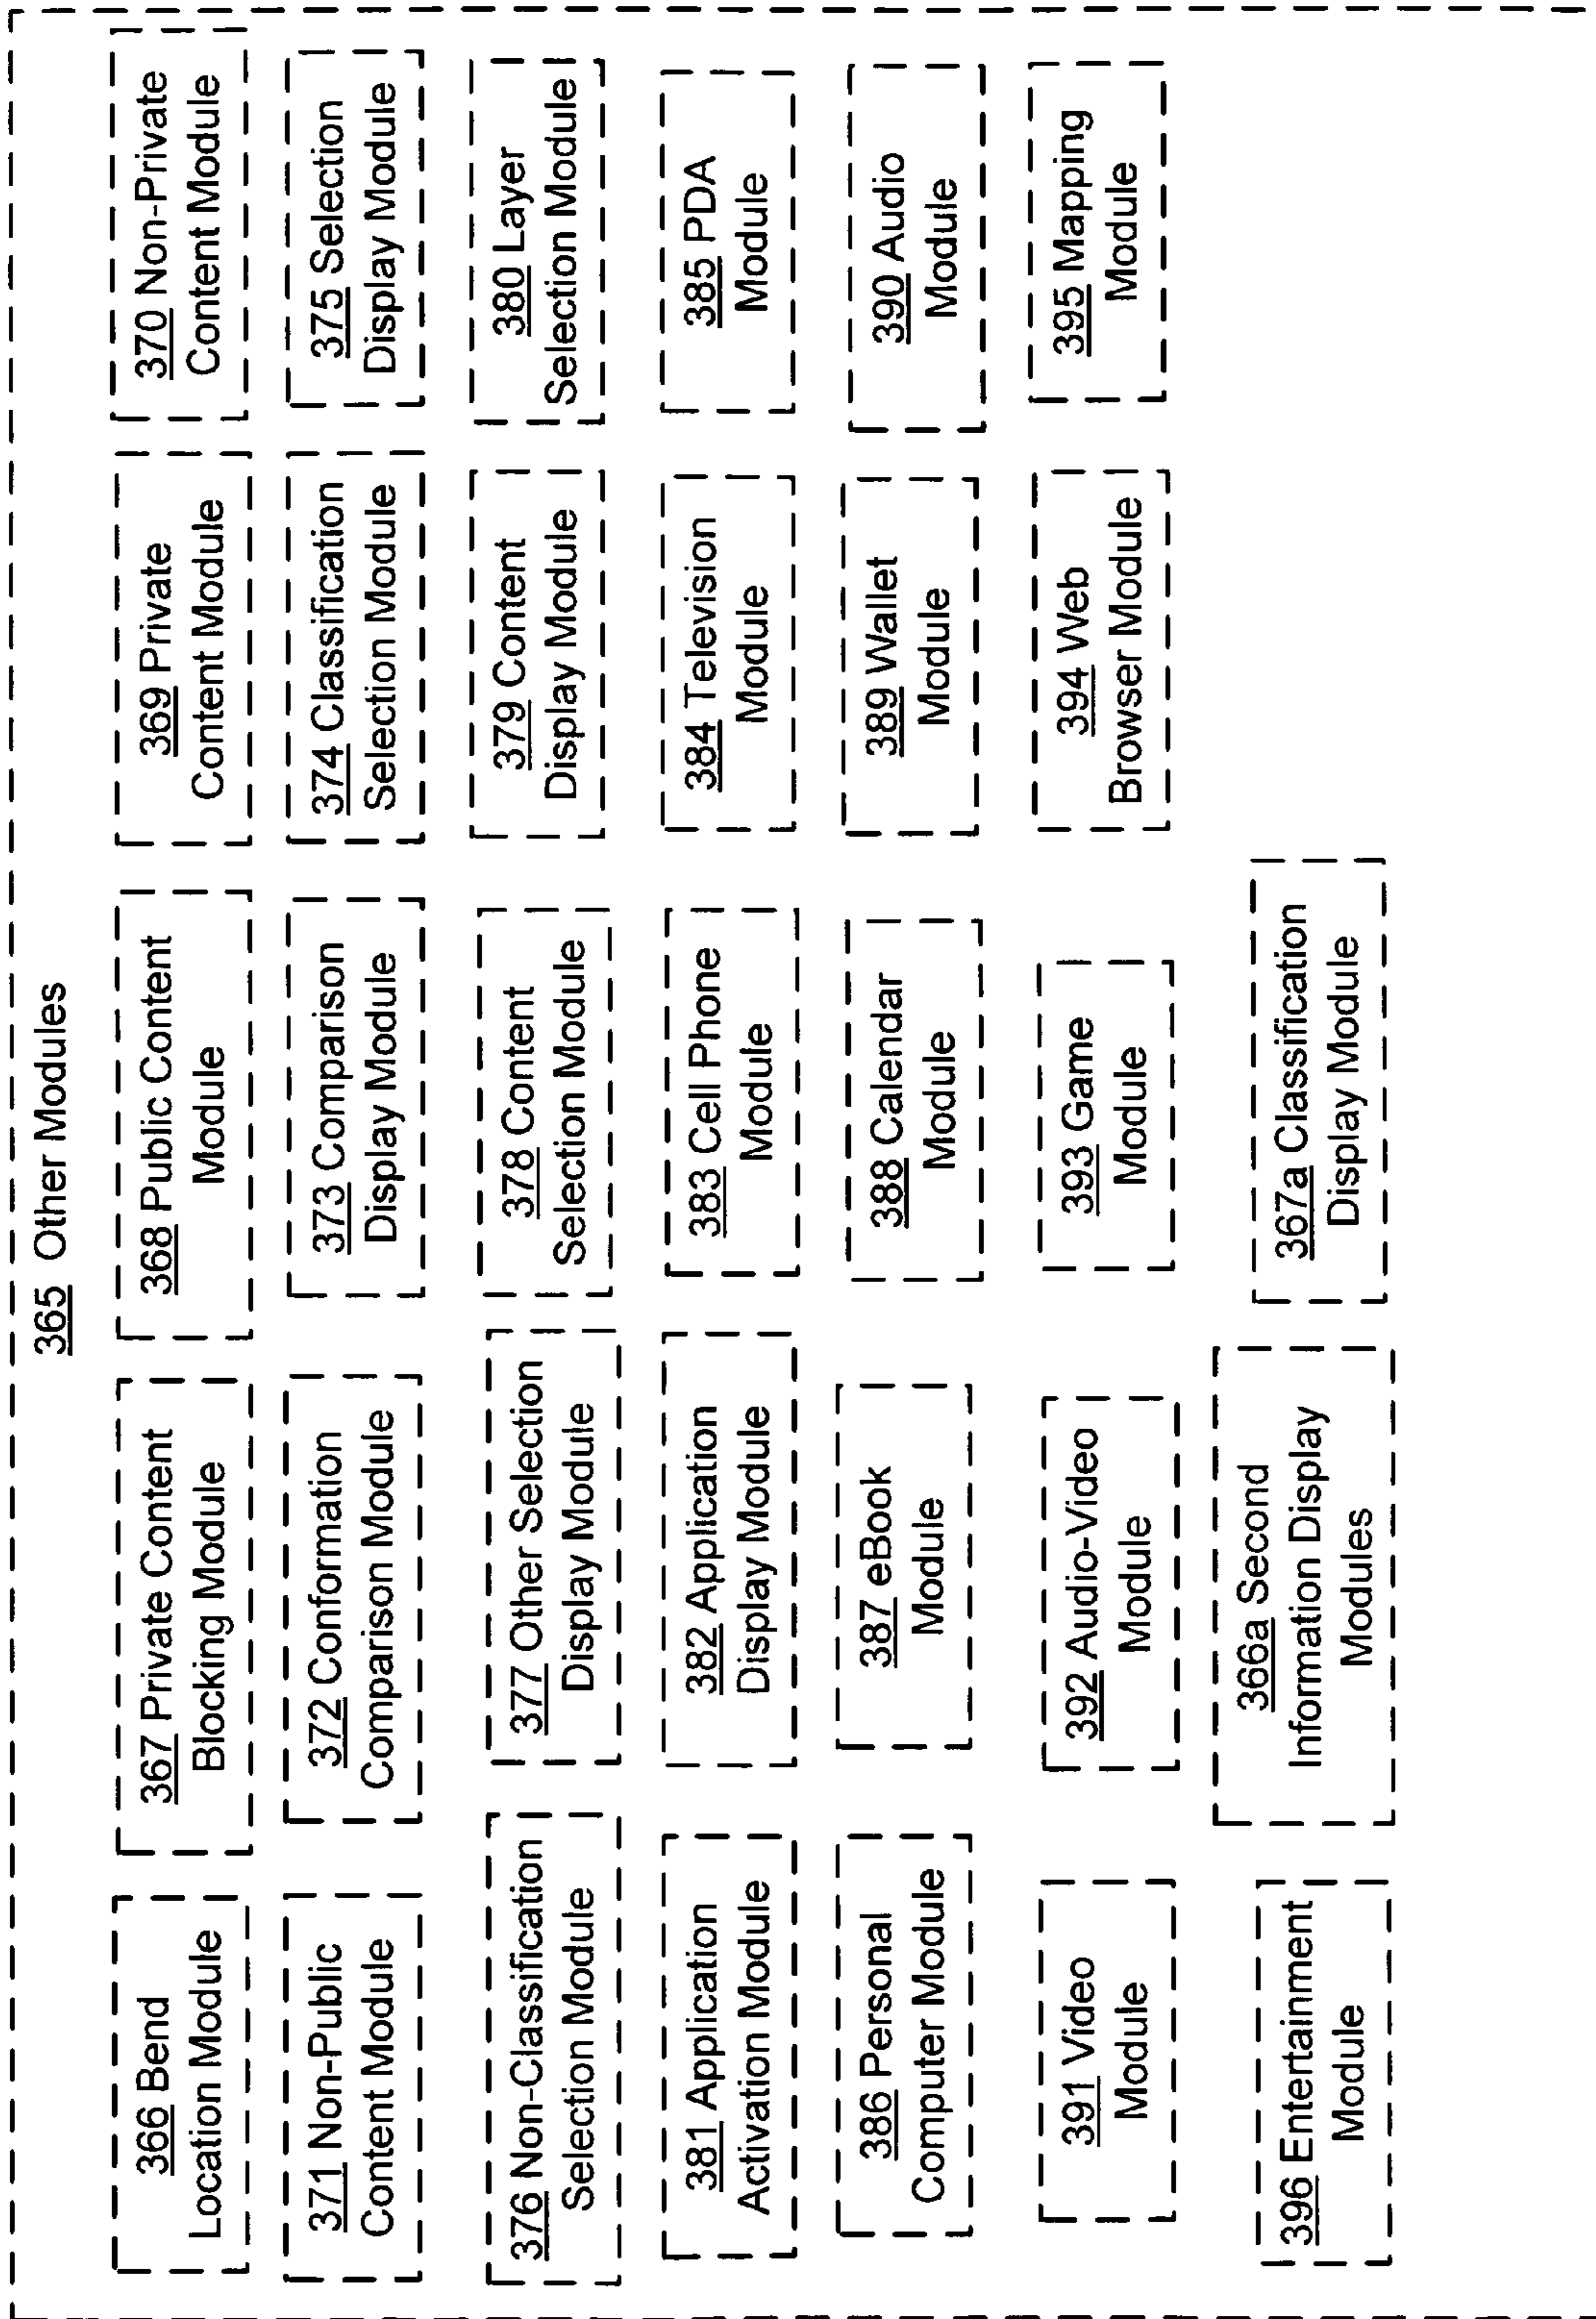 365 Other Modules
366 Bend
Location Module
367 Private Content
Blocking Module
368 Public Content
Module
369 Private
Content Module
370 Non-Private
Content Module
371 Non-Public
Content Module
372 Conformation
Comparison Module
373 Comparison
Display Module
374 Classification
Selection Module
375 Selection
Display Module
376 Non-Classification
Selection Module
377 Other Selection
Display Module
378 Content
Selection Module
379 Content
Display Module
380 Layer
Selection Module
381 Application
Activation Module
382 Application
Display Module
383 Cell Phone
Module
384 Television
Module
385 PDA
Module
386 Personal
Computer Module
387 eBook
Module
388 Calendar
Module
389 Wallet
Module
390 Audio
Module
391 Video
Module
392 Audio-Video
Module
393 Game
Module
394 Web
Browser Module
395 Mapping
Module
396 Entertainment
Module
366a Second
Information Display
Modules
367a Classification
Display Module